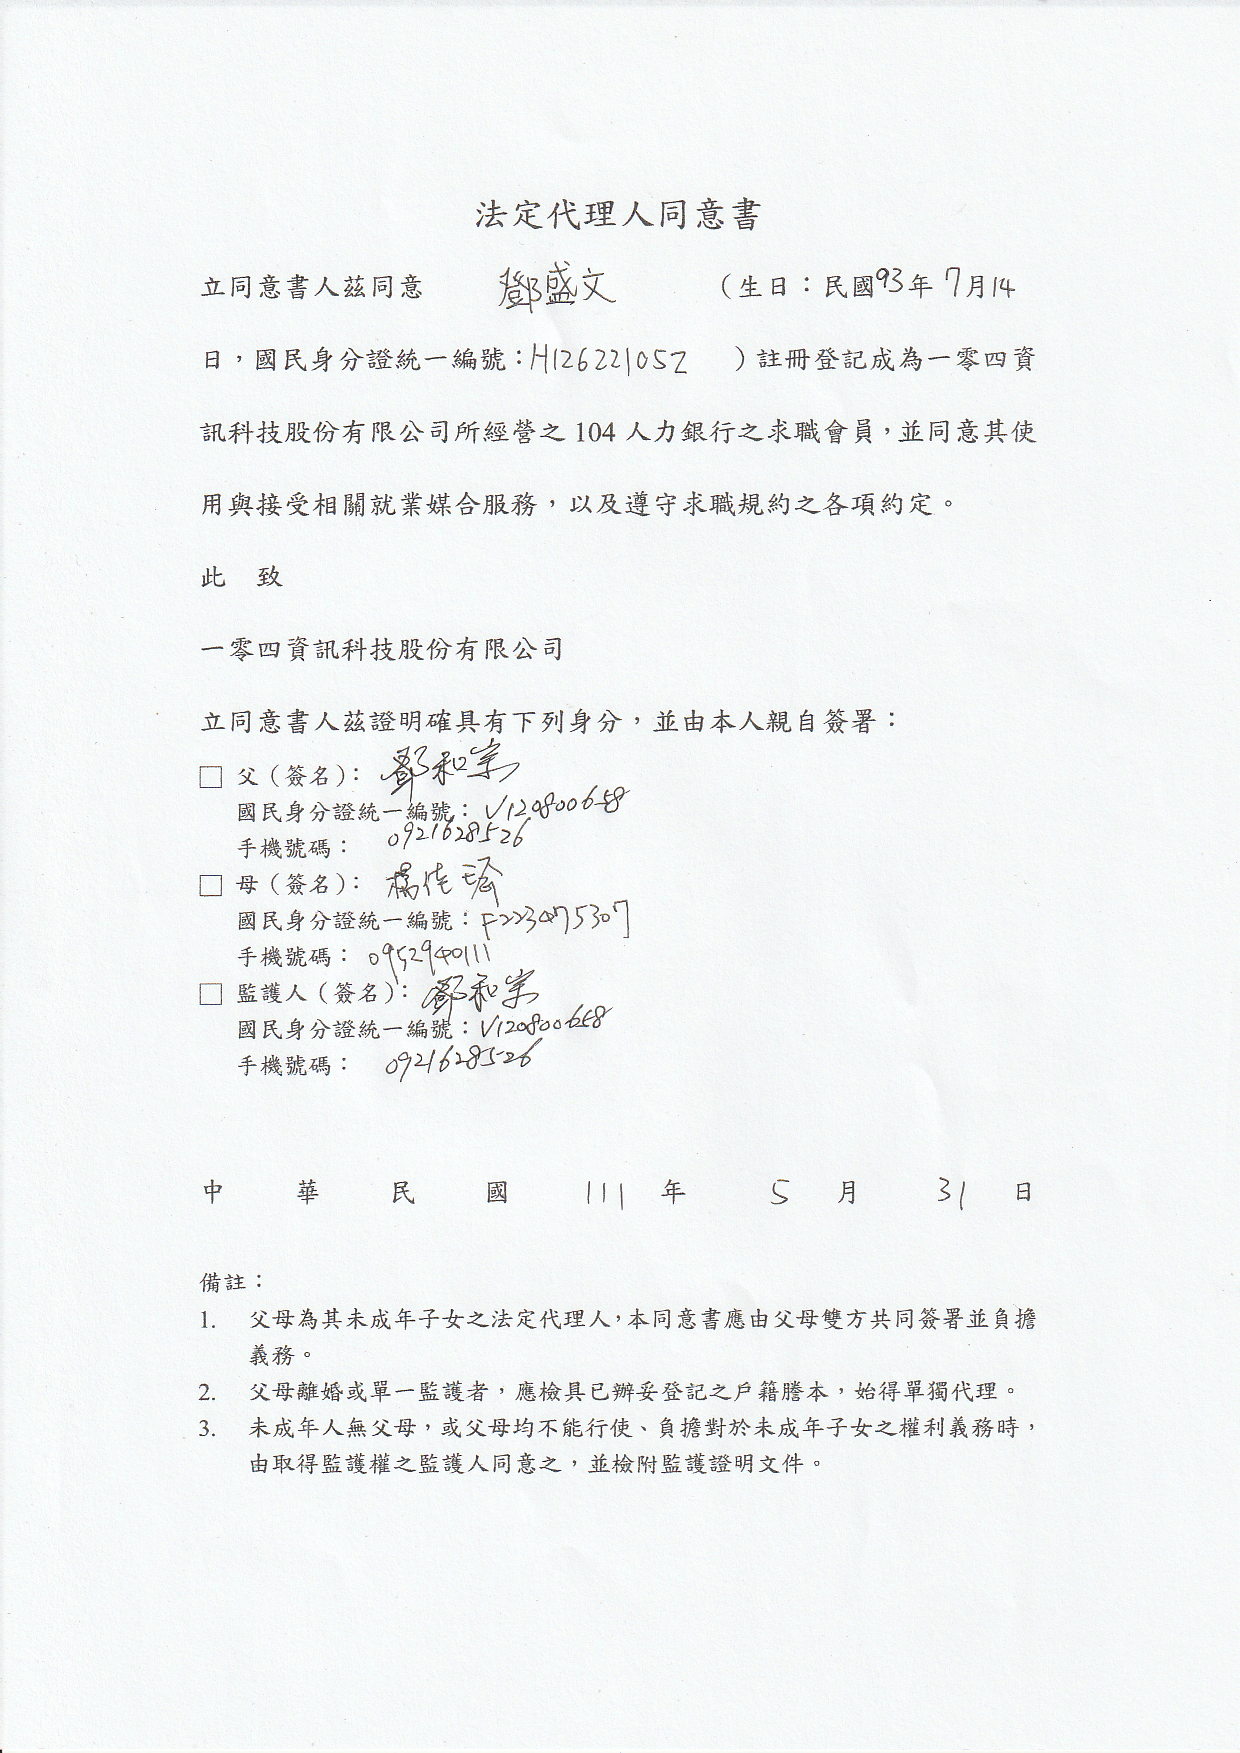 法定代理人同意書
立同意書人茲同意 鄧盛文 (生日：民國93年7月14
日，國民身分證統一編號：H126221052 )註冊登記成為一零四資
訊科技股份有限公司所經營之104人力銀行之求職會員，並同意其使
用與接受相關就業媒合服務，以及遵守求職規約之各項約定。
此 致
一零四資訊科技股份有限公司
立同意書人茲證明確具有下列身分，並由本人親自簽署：
□ 父(簽名)： 鄧和宗
國民身分證統一編號：V120800658
手機號碼： 0921628526
□ 母(簽名)： 楊佳
國民身分證統一編號：F223475307
手機號碼： 0952940111
□ 監護人(簽名)： 鄧和宗
國民身分證統一編號：V120800658
手機號碼： 0921628526
中 華 民 國 111 年 5 月 31 日
備註：
1. 父母為其未成年子女之法定代理人，本同意書應由父母雙方共同簽署並負擔
義務。
2. 父母離婚或單一監護者，應檢具已辦妥登記之戶籍謄本，始得單獨代理。
3. 未成年人無父母，或父母均不能行使、負擔對於未成年子女之權利義務時，
由取得監護權之監護人同意之，並檢附監護證明文件。